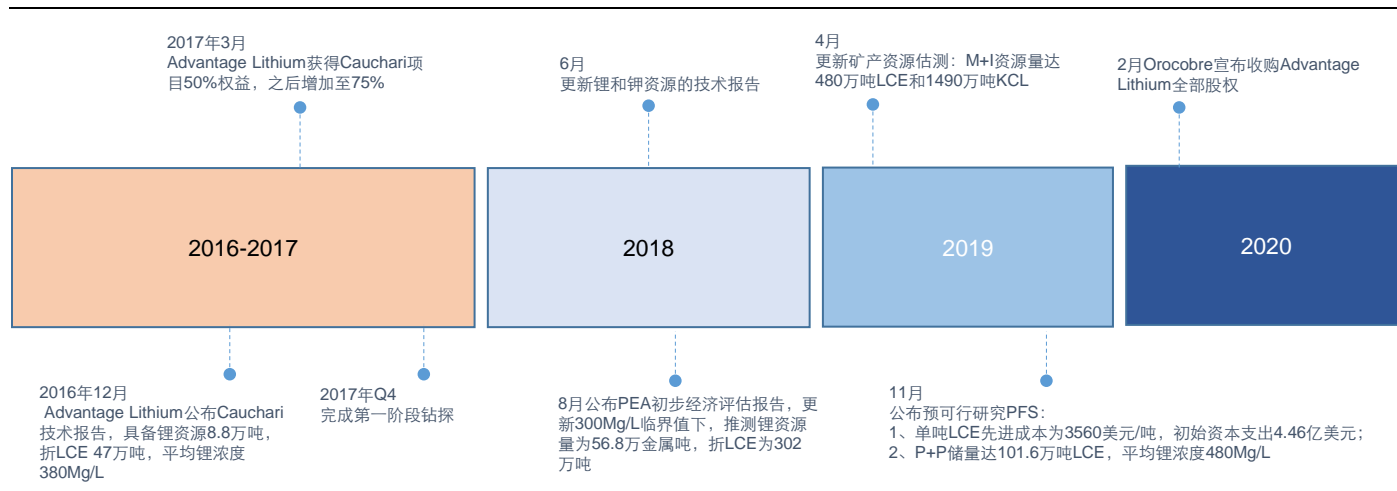 2017年3月
Advantage Lithium获得Cauchari项
目50%权益，之后增加至75%
6月
更新锂和钾资源的技术报告
4月
更新矿产资源估测：M+I资源量达
480万吨LCE和1490万吨KCL
2月Orocobre宣布收购Advantage
Lithium全部股权
2016-2017
2018
2019
2020
2016年12月
Advantage Lithium公布Cauchari
技术报告，具备锂资源8.8万吨，
折LCE 47万吨，平均锂浓度
380Mg/L
2017年Q4
完成第一阶段钻探
8月公布PEA初步经济评估报告，更
新300Mg/L临界值下，推测锂资源
量为56.8万金属吨，折LCE为302
万吨
11月
公布预可行研究PFS：
1、单吨LCE先进成本为3560美元/吨，初始资本支出4.46亿美元；
2、P+P储量达101.6万吨LCE，平均锂浓度480Mg/L